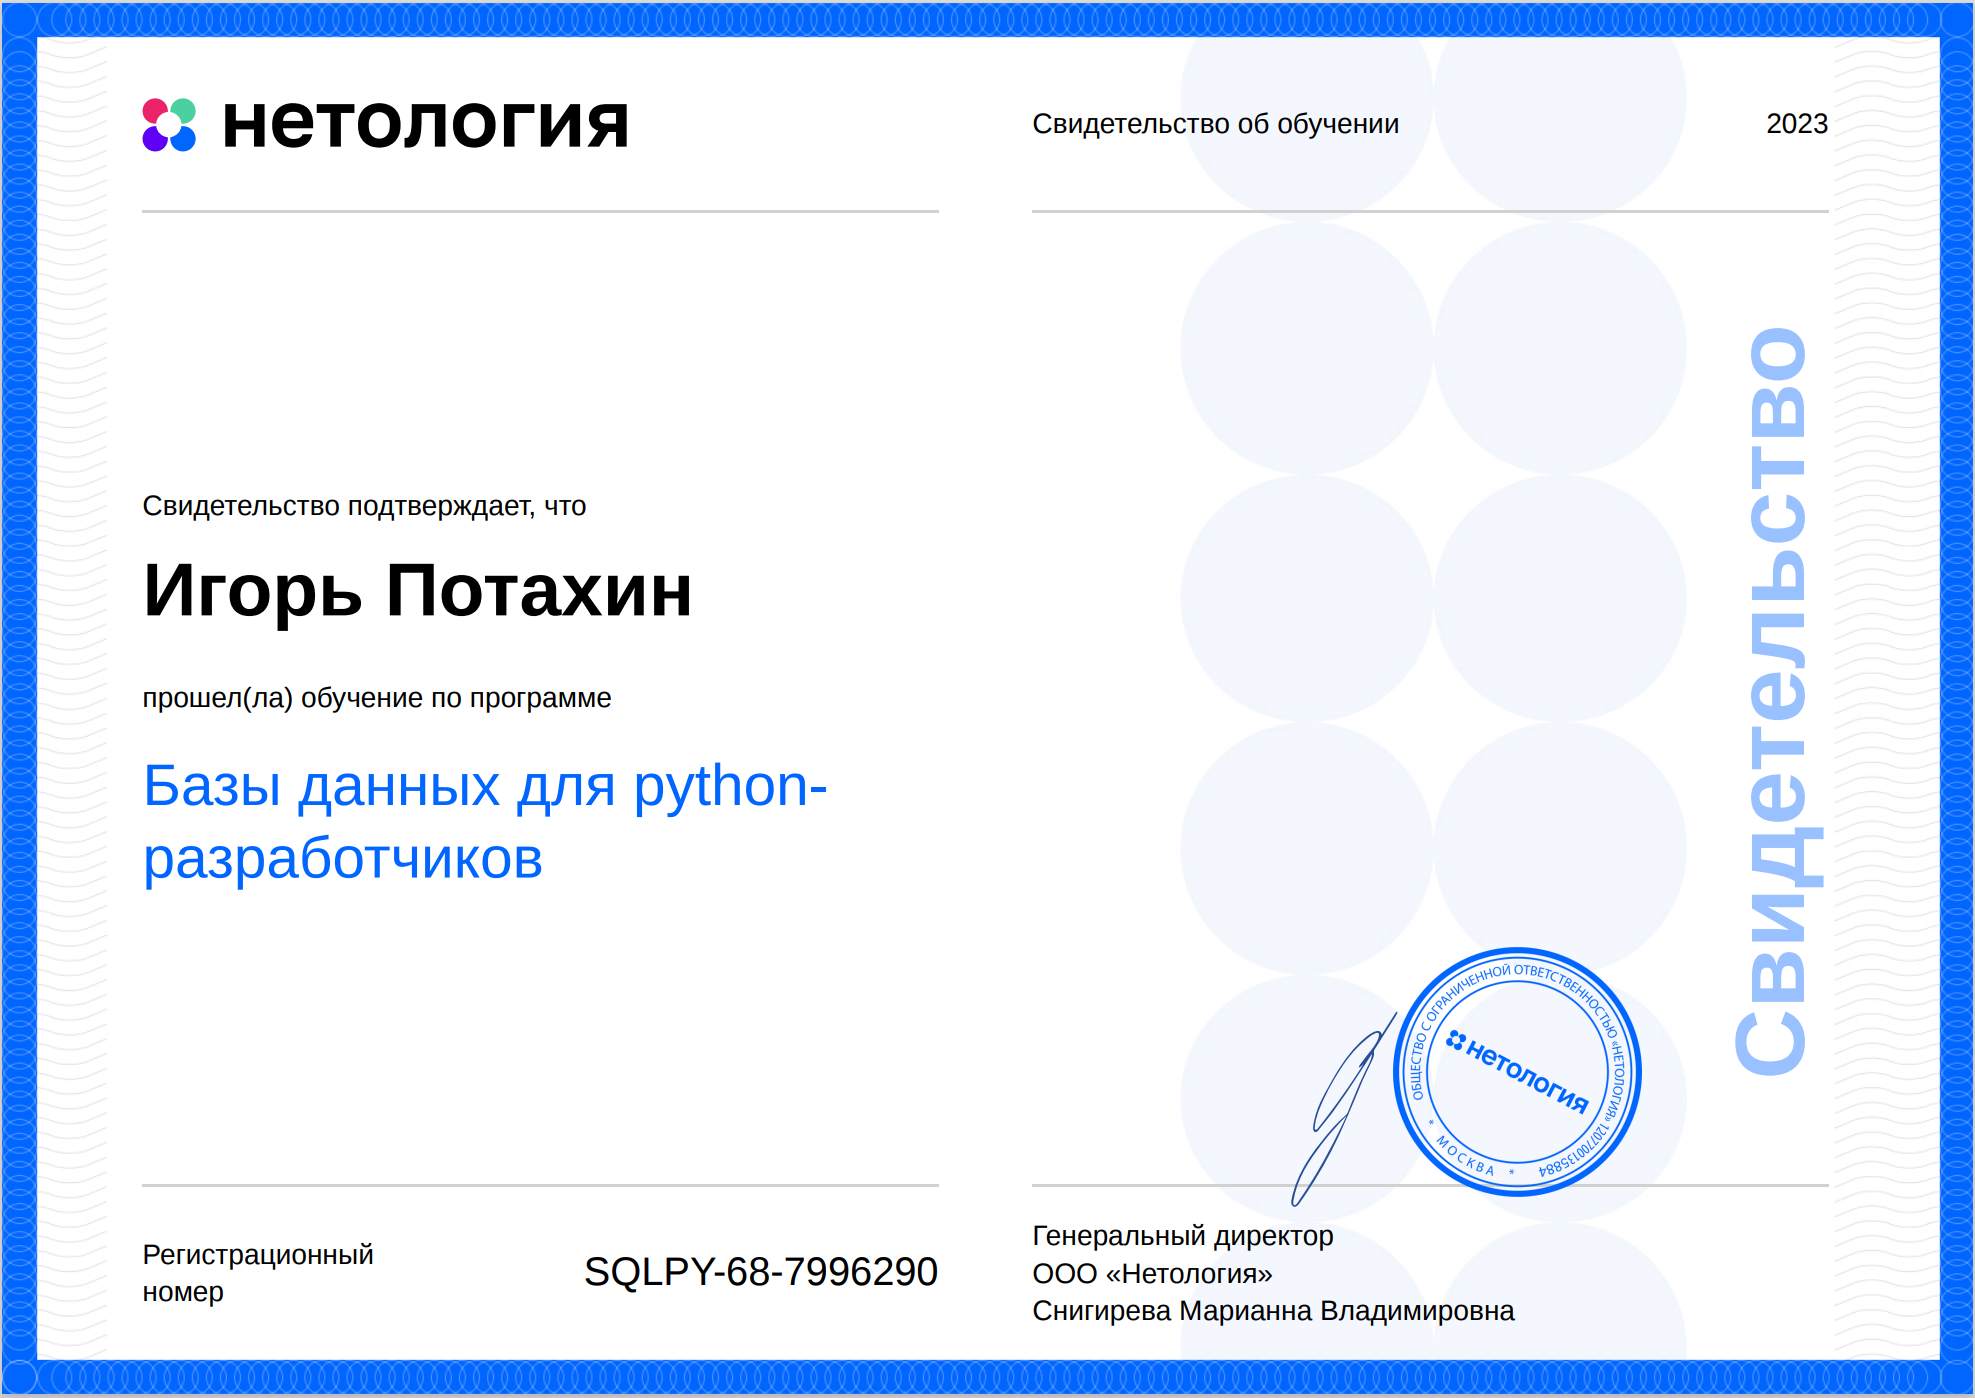 нетология
Свидетельство об обучении
2023
Свидетельство подтверждает, что
Игорь Потахин
прошел(ла) обучение по программе
Базы данных для python-
разработчиков
Свидетельство
ОБЩЕСТВО С ОГРАНИЧЕННОЙ ОТВЕТСТВЕННОСТЬЮ «НЕТОЛОГИЯ» 1207700135884
* МОСКВА *
нетология
Регистрационный
номер
SQLPY-68-7996290
Генеральный директор
ООО «Нетология»
Снигирева Марианна Владимировна